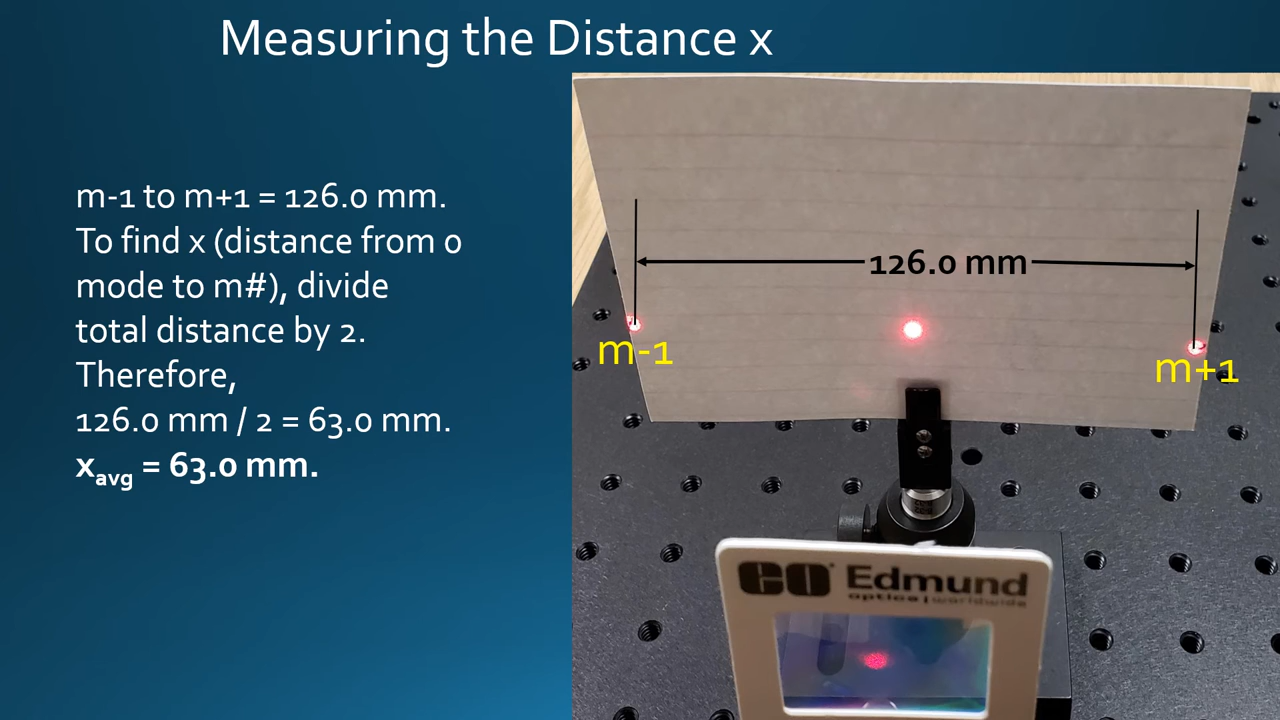 Measuring the Distance x
m-1 to m+1 = 126.0 mm.
To find x (distance from 0
mode to m#), divide
total distance by 2.
Therefore,
126.0 mm / 2 = 63.0 mm.
xavg = 63.0 mm.
126.0 mm
m-1
m+1
EO Edmund
optics | worldwide